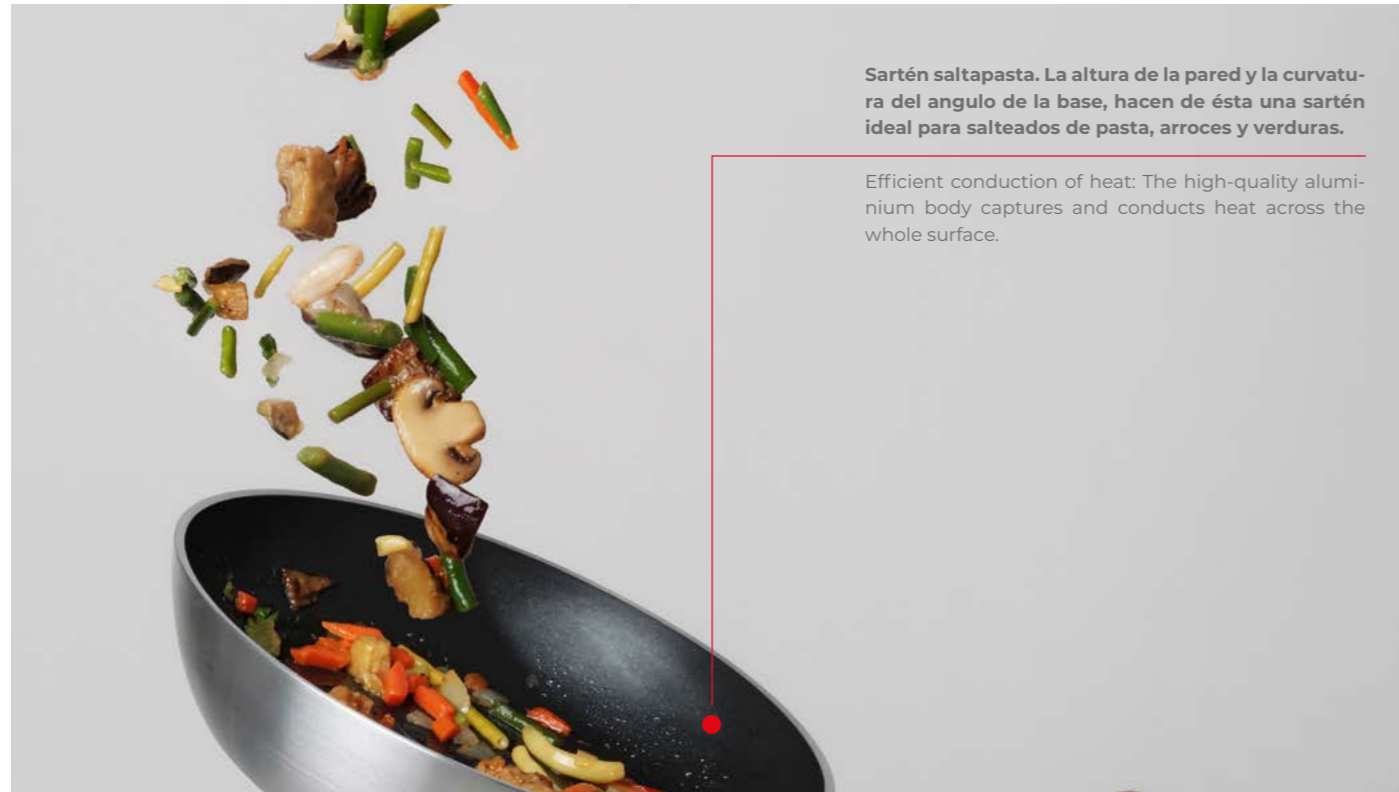 Sartén saltapasta. La altura de la pared y la curvatu-
ra del angulo de la base, hacen de ésta una sartén
ideal para salteados de pasta, arroces y verduras.
Efficient conduction of heat: The high-quality alumi-
nium body captures and conducts heat across the
whole surface.